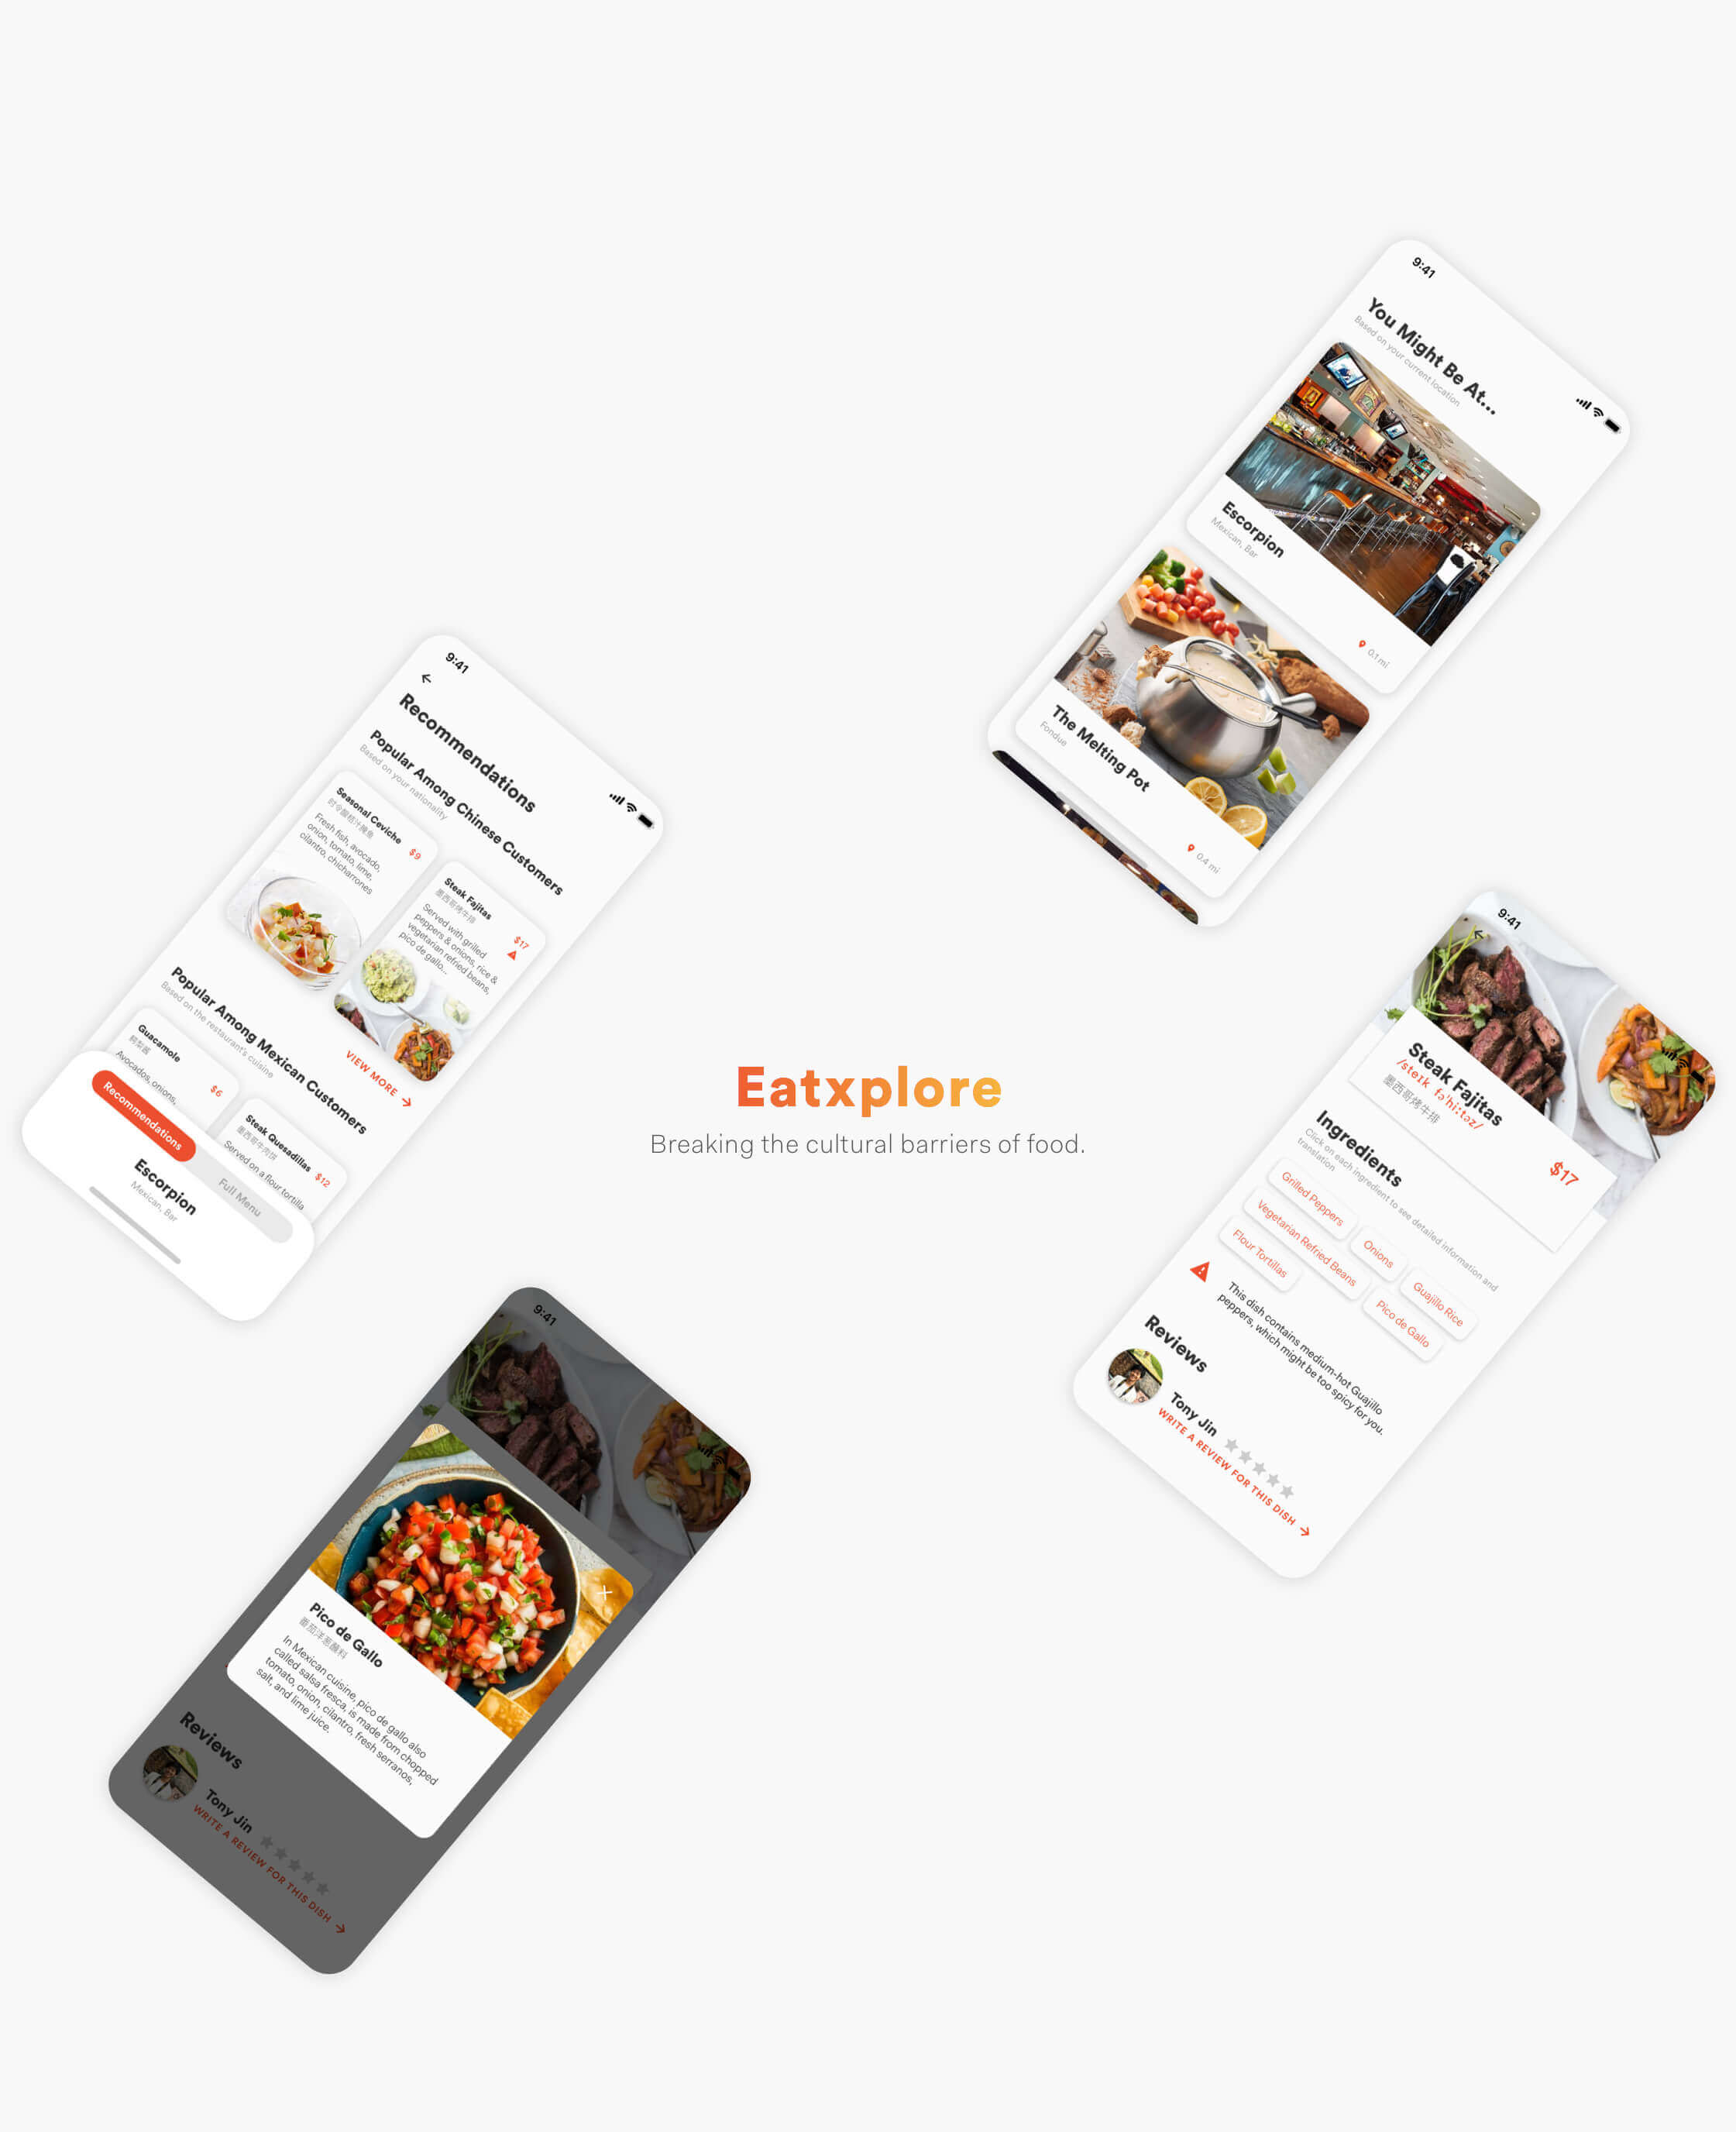 9:41
You Might Be At...
Based on your current location
Escorpion
Mexican, Bar
0.1 mi
The Melting Pot
Fondue
0.4 mi
9:41
Recommendations
Popular Among Chinese Customers
Based on your nationality
Seasonal Ceviche
$9
Fresh fish, avocado,
onion, tomato, lime,
cilantro, chicharrones
Steak Fajitas
墨西哥烤牛排
$17
Served with grilled
peppers & onions, rice &
vegetarian refried beans,
pico de gallo...
VIEW MORE
Popular Among Mexican Customers
Based on the restaurant's cuisine
Guacamole
鳄梨酱
$6
Avocados, onions,
Steak Quesadillas
墨西哥牛肉饼
$12
Served on a flour tortilla
Recommendations
Full Menu
Escorpion
Mexican, Bar
Eatxplore
Breaking the cultural barriers of food.
9:41
Steak Fajitas
/steɪk fəˈhiːtəz/
墨西哥烤牛排
$17
Ingredients
Click on each ingredient to see detailed information and
translation
Grilled Peppers
Onions
Guajillo Rice
Vegetarian Refried Beans
Pico de Gallo
Flour Tortillas
This dish contains medium-hot Guajillo
peppers, which might be too spicy for you.
Reviews
Tony Jin
WRITE A REVIEW FOR THIS DISH
9:41
Pico de Gallo
番茄洋葱蘸料
In Mexican cuisine, pico de gallo also
called salsa fresca, is made from chopped
tomato, onion, cilantro, fresh serranos,
salt, and lime juice.
Reviews
Tony Jin
WRITE A REVIEW FOR THIS DISH